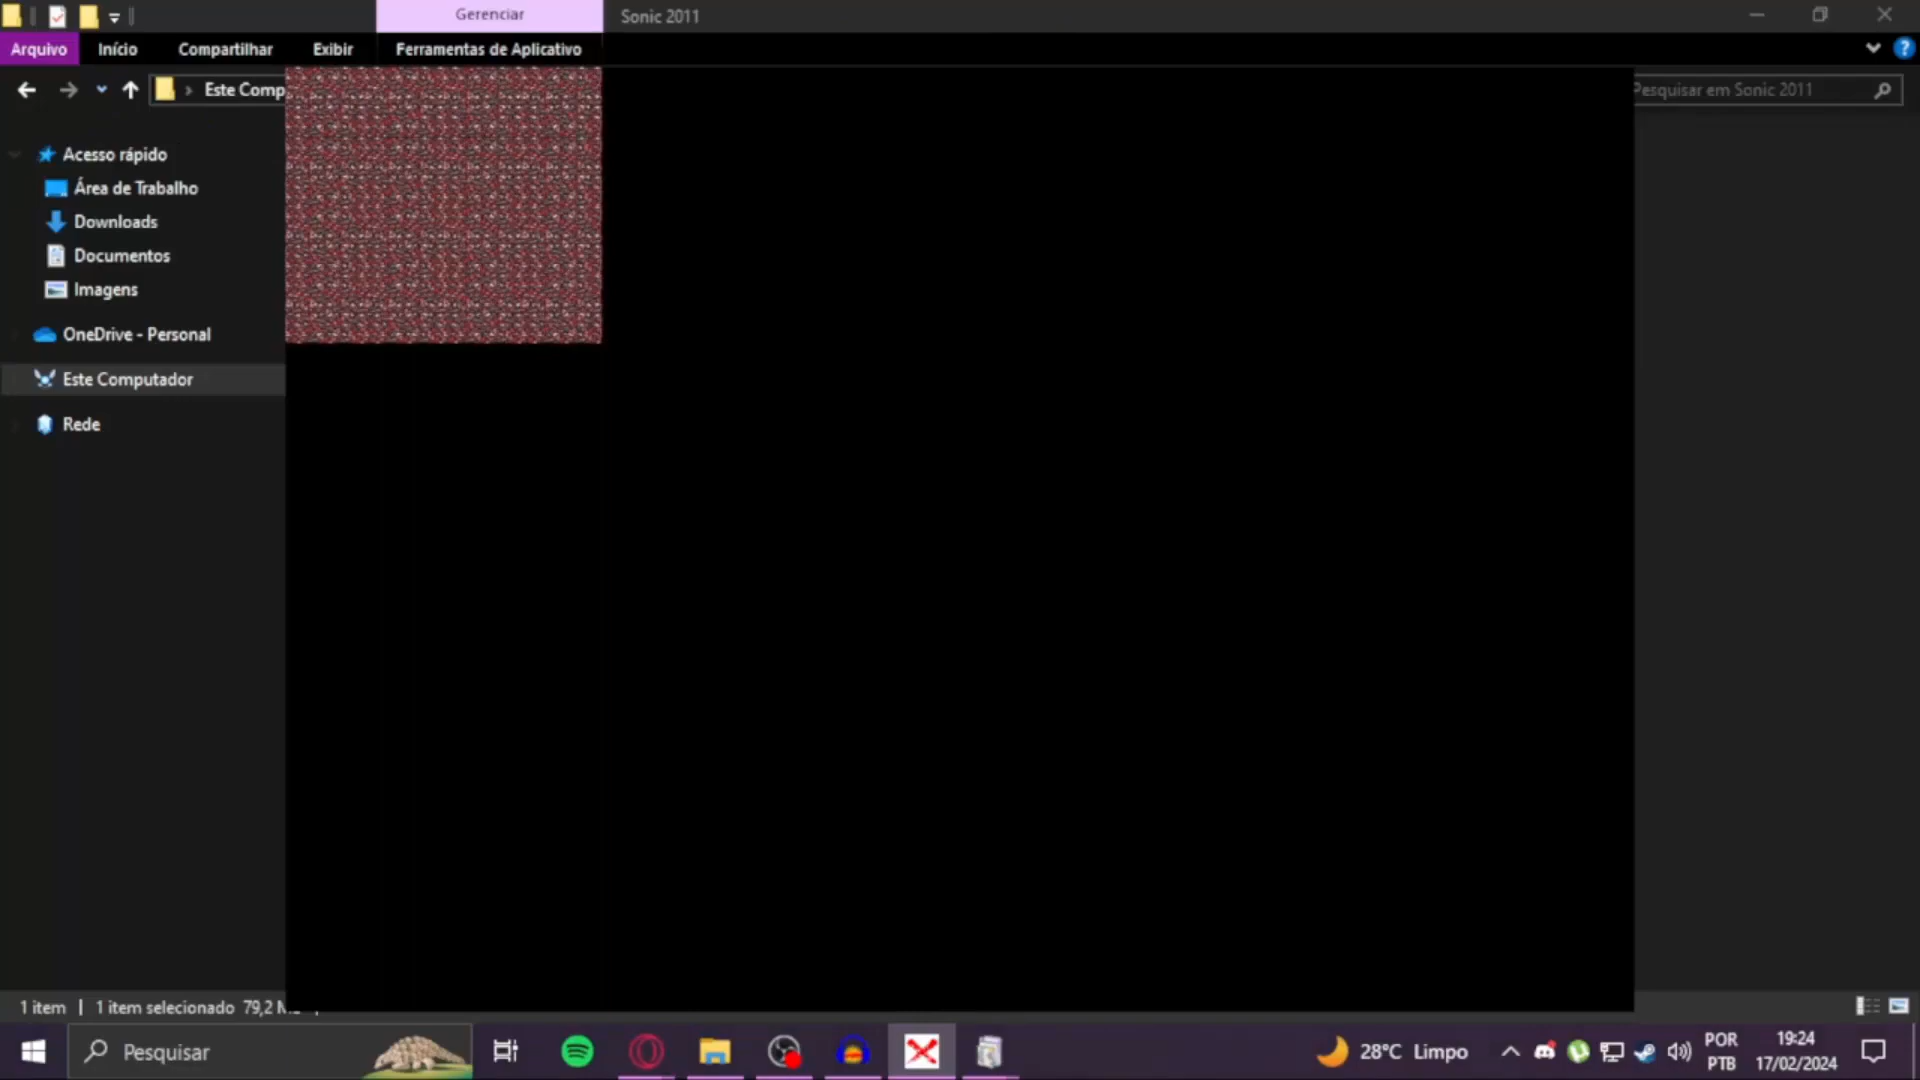 Gerenciar
Sonic 2011
Arquivo
Início
Compartilhar
Exibir
Ferramentas de Aplicativo
Este Comp
Pesquisar em Sonic 2011
Acesso rápido
Área de Trabalho
Downloads
Documentos
Imagens
OneDrive - Personal
Este Computador
Rede
1 item
1 item selecionado 79,2
Pesquisar
28°C Limpo
POR
PTB
19:24
17/02/2024